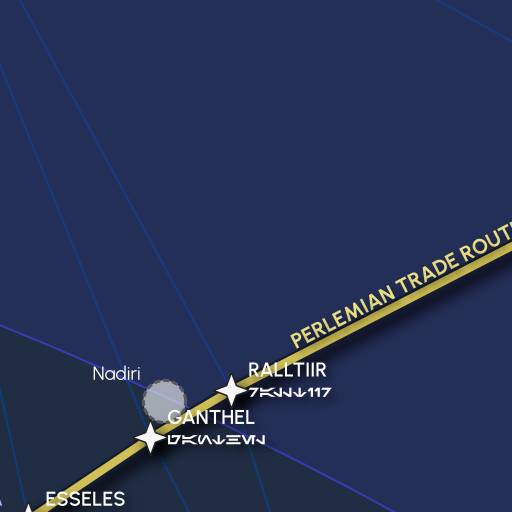 PERLEMIAN TRADE ROUT
RALLTIIR
Nadiri
GANTHEL
ESSELES